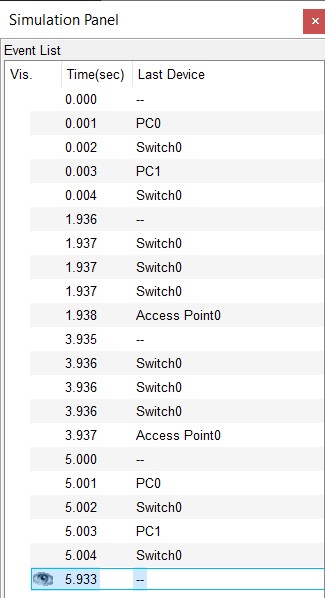 Simulation Panel ×
Event List
Vis. Time(sec) Last Device
0.000 --
0.001 PC0
0.002 Switch0
0.003 PC1
0.004 Switch0
1.936 --
1.937 Switch0
1.937 Switch0
1.937 Switch0
1.938 Access Point0
3.935 --
3.936 Switch0
3.936 Switch0
3.936 Switch0
3.937 Access Point0
5.000 --
5.001 PC0
5.002 Switch0
5.003 PC1
5.004 Switch0
5.933 --